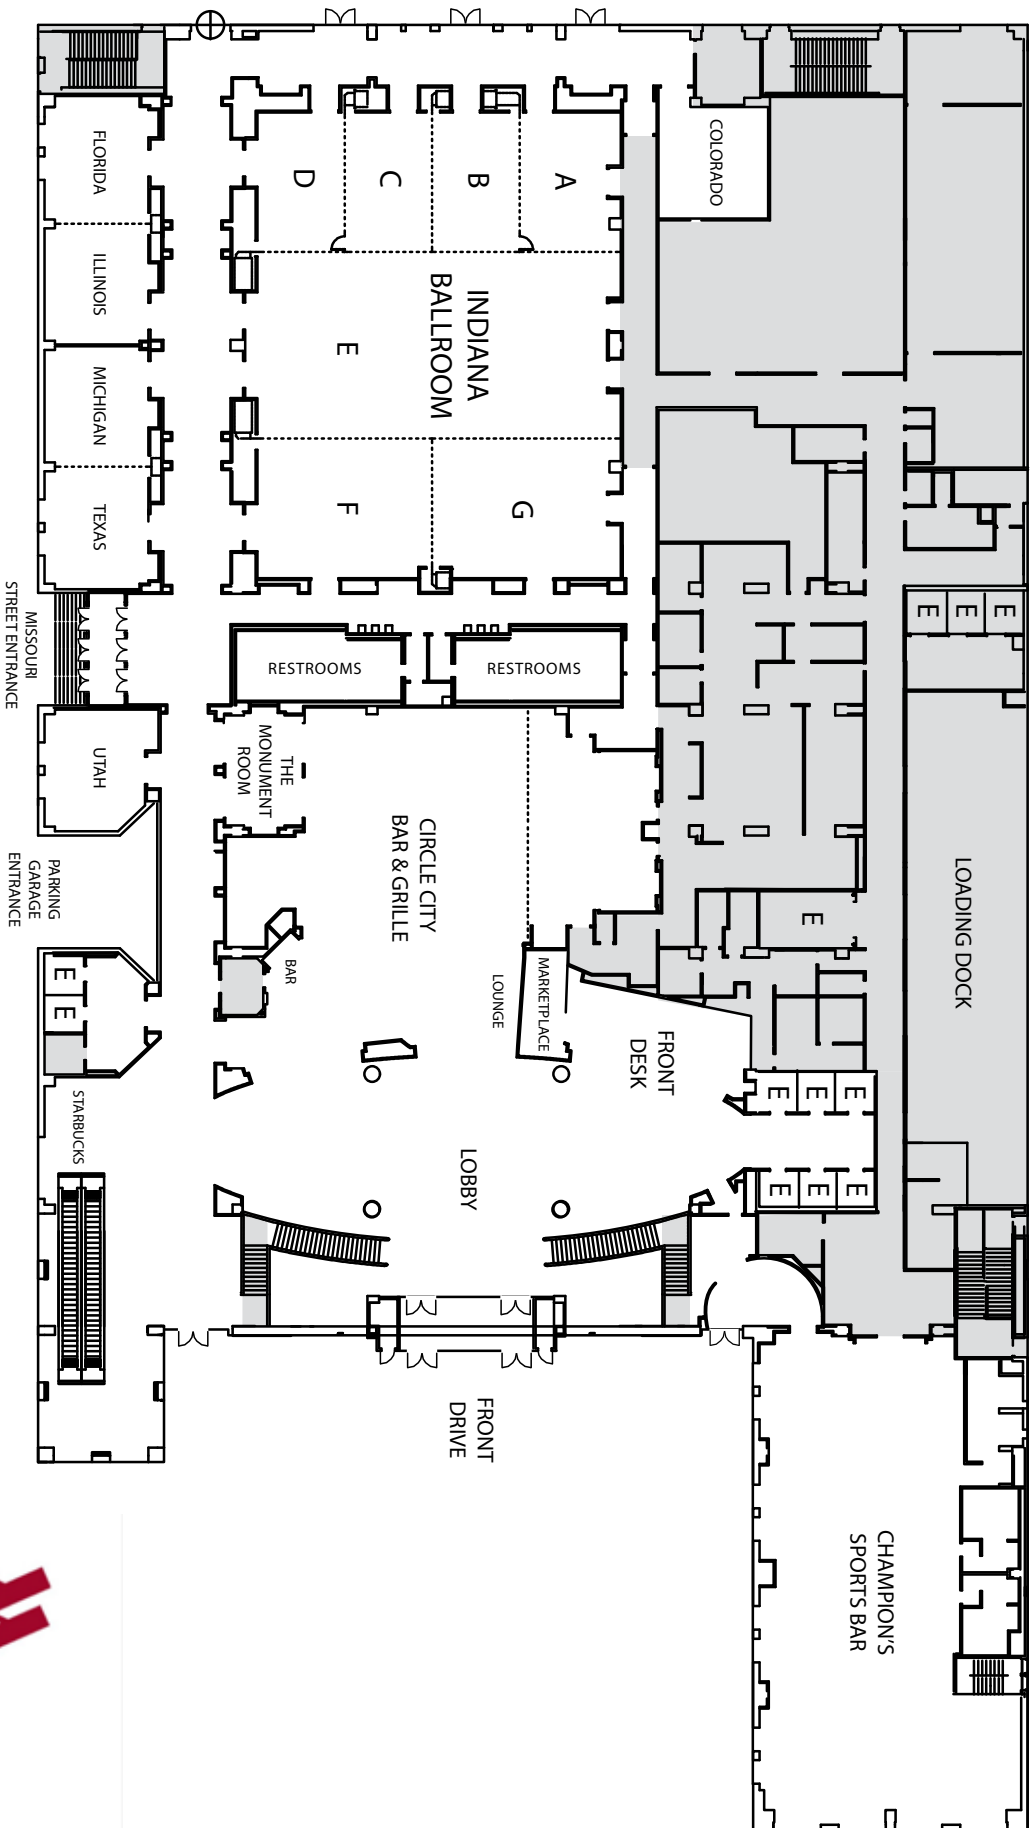 COLORADO
FLORIDA
ILLINOIS
MICHIGAN
TEXAS
D
C
B
A
INDIANA
BALLROOM
E
F
G
E
E
E
MISSOURI
STREET ENTRANCE
RESTROOMS
RESTROOMS
UTAH
THE
MONUMENT
ROOM
CIRCLE CITY
BAR & GRILLE
PARKING
GARAGE
ENTRANCE
LOADING DOCK
E
BAR
E
E
LOUNGE
MARKETPLACE
FRONT
DESK
E
E
E
E
E
E
STARBUCKS
LOBBY
FRONT
DRIVE
CHAMPION'S
SPORTS BAR